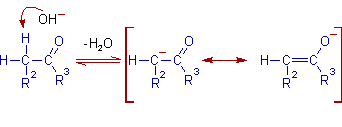 OH⁻
H O -H₂O H-C⁻-C O O⁻
H-C-C H-C=C
R² R³ R² R³ R² R³